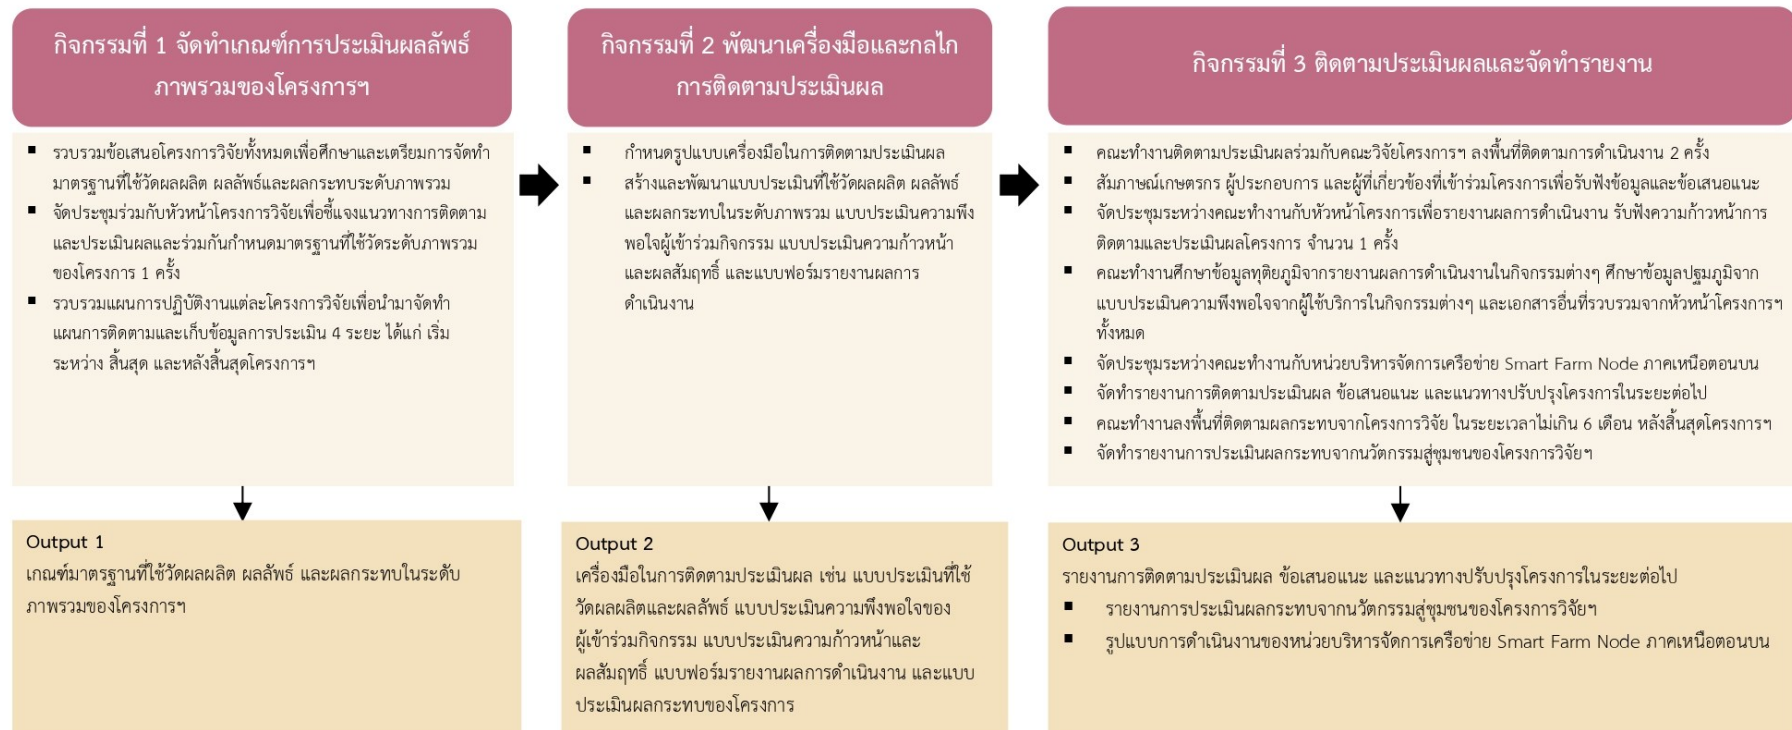 กิจกรรมที่ 1 จัดทำเกณฑ์การประเมินผลลัพธ์
ภาพรวมของโครงการฯ
▪ รวบรวมข้อเสนอโครงการวิจัยทั้งหมดเพื่อศึกษาและเตรียมการจัดทำ
มาตรฐานที่ใช้วัดผลผลิต ผลลัพธ์และผลกระทบระดับภาพรวม
▪ จัดประชุมร่วมกับหัวหน้าโครงการวิจัยเพื่อชี้แจงแนวทางการติดตาม
และประเมินผลและร่วมกันกำหนดมาตรฐานที่ใช้วัดระดับภาพรวม
ของโครงการ 1 ครั้ง
▪ รวบรวมแผนการปฏิบัติงานแต่ละโครงการวิจัยเพื่อนำมาจัดทำ
แผนการติดตามและเก็บข้อมูลการประเมิน 4 ระยะ ได้แก่ เริ่ม
ระหว่าง สิ้นสุด และหลังสิ้นสุดโครงการฯ
Output 1
เกณฑ์มาตรฐานที่ใช้วัดผลผลิต ผลลัพธ์ และผลกระทบในระดับ
ภาพรวมของโครงการฯ
กิจกรรมที่ 2 พัฒนาเครื่องมือและกลไก
การติดตามประเมินผล
▪ กำหนดรูปแบบเครื่องมือในการติดตามประเมินผล
▪ สร้างและพัฒนาแบบประเมินที่ใช้วัดผลผลิต ผลลัพธ์
และผลกระทบในระดับภาพรวม แบบประเมินความพึง
พอใจผู้เข้าร่วมกิจกรรม แบบประเมินความก้าวหน้า
และผลสัมฤทธิ์ และแบบฟอร์มรายงานผลการ
ดำเนินงาน
Output 2
เครื่องมือในการติดตามประเมินผล เช่น แบบประเมินที่ใช้
วัดผลผลิตและผลลัพธ์ แบบประเมินความพึงพอใจของ
ผู้เข้าร่วมกิจกรรม แบบประเมินความก้าวหน้าและ
ผลสัมฤทธิ์ แบบฟอร์มรายงานผลการดำเนินงาน และแบบ
ประเมินผลกระทบของโครงการ
กิจกรรมที่ 3 ติดตามประเมินผลและจัดทำรายงาน
▪ คณะทำงานติดตามประเมินผลร่วมกับคณะวิจัยโครงการฯ ลงพื้นที่ติดตามการดำเนินงาน 2 ครั้ง
▪ สัมภาษณ์เกษตรกร ผู้ประกอบการ และผู้ที่เกี่ยวข้องที่เข้าร่วมโครงการเพื่อรับฟังข้อมูลและข้อเสนอแนะ
▪ จัดประชุมระหว่างคณะทำงานกับหัวหน้าโครงการเพื่อรายงานผลการดำเนินงาน รับฟังความก้าวหน้าการ
ติดตามและประเมินผลโครงการ จำนวน 1 ครั้ง
▪ คณะทำงานศึกษาข้อมูลทุติยภูมิจากรายงานผลการดำเนินงานในกิจกรรมต่างๆ ศึกษาข้อมูลปฐมภูมิจาก
แบบประเมินความพึงพอใจจากผู้ใช้บริการในกิจกรรมต่างๆ และเอกสารอื่นที่รวบรวมจากหัวหน้าโครงการฯ
ทั้งหมด
▪ จัดประชุมระหว่างคณะทำงานกับหน่วยบริหารจัดการเครือข่าย Smart Farm Node ภาคเหนือตอนบน
▪ จัดทำรายงานการติดตามประเมินผล ข้อเสนอแนะ และแนวทางปรับปรุงโครงการในระยะต่อไป
▪ คณะทำงานลงพื้นที่ติดตามผลกระทบจากโครงการวิจัย ในระยะเวลาไม่เกิน 6 เดือน หลังสิ้นสุดโครงการฯ
▪ จัดทำรายงานการประเมินผลกระทบจากนวัตกรรมสู่ชุมชนของโครงการวิจัยฯ
Output 3
รายงานการติดตามประเมินผล ข้อเสนอแนะ และแนวทางปรับปรุงโครงการในระยะต่อไป
▪ รายงานการประเมินผลกระทบจากนวัตกรรมสู่ชุมชนของโครงการวิจัยฯ
▪ รูปแบบการดำเนินงานของหน่วยบริหารจัดการเครือข่าย Smart Farm Node ภาคเหนือตอนบน